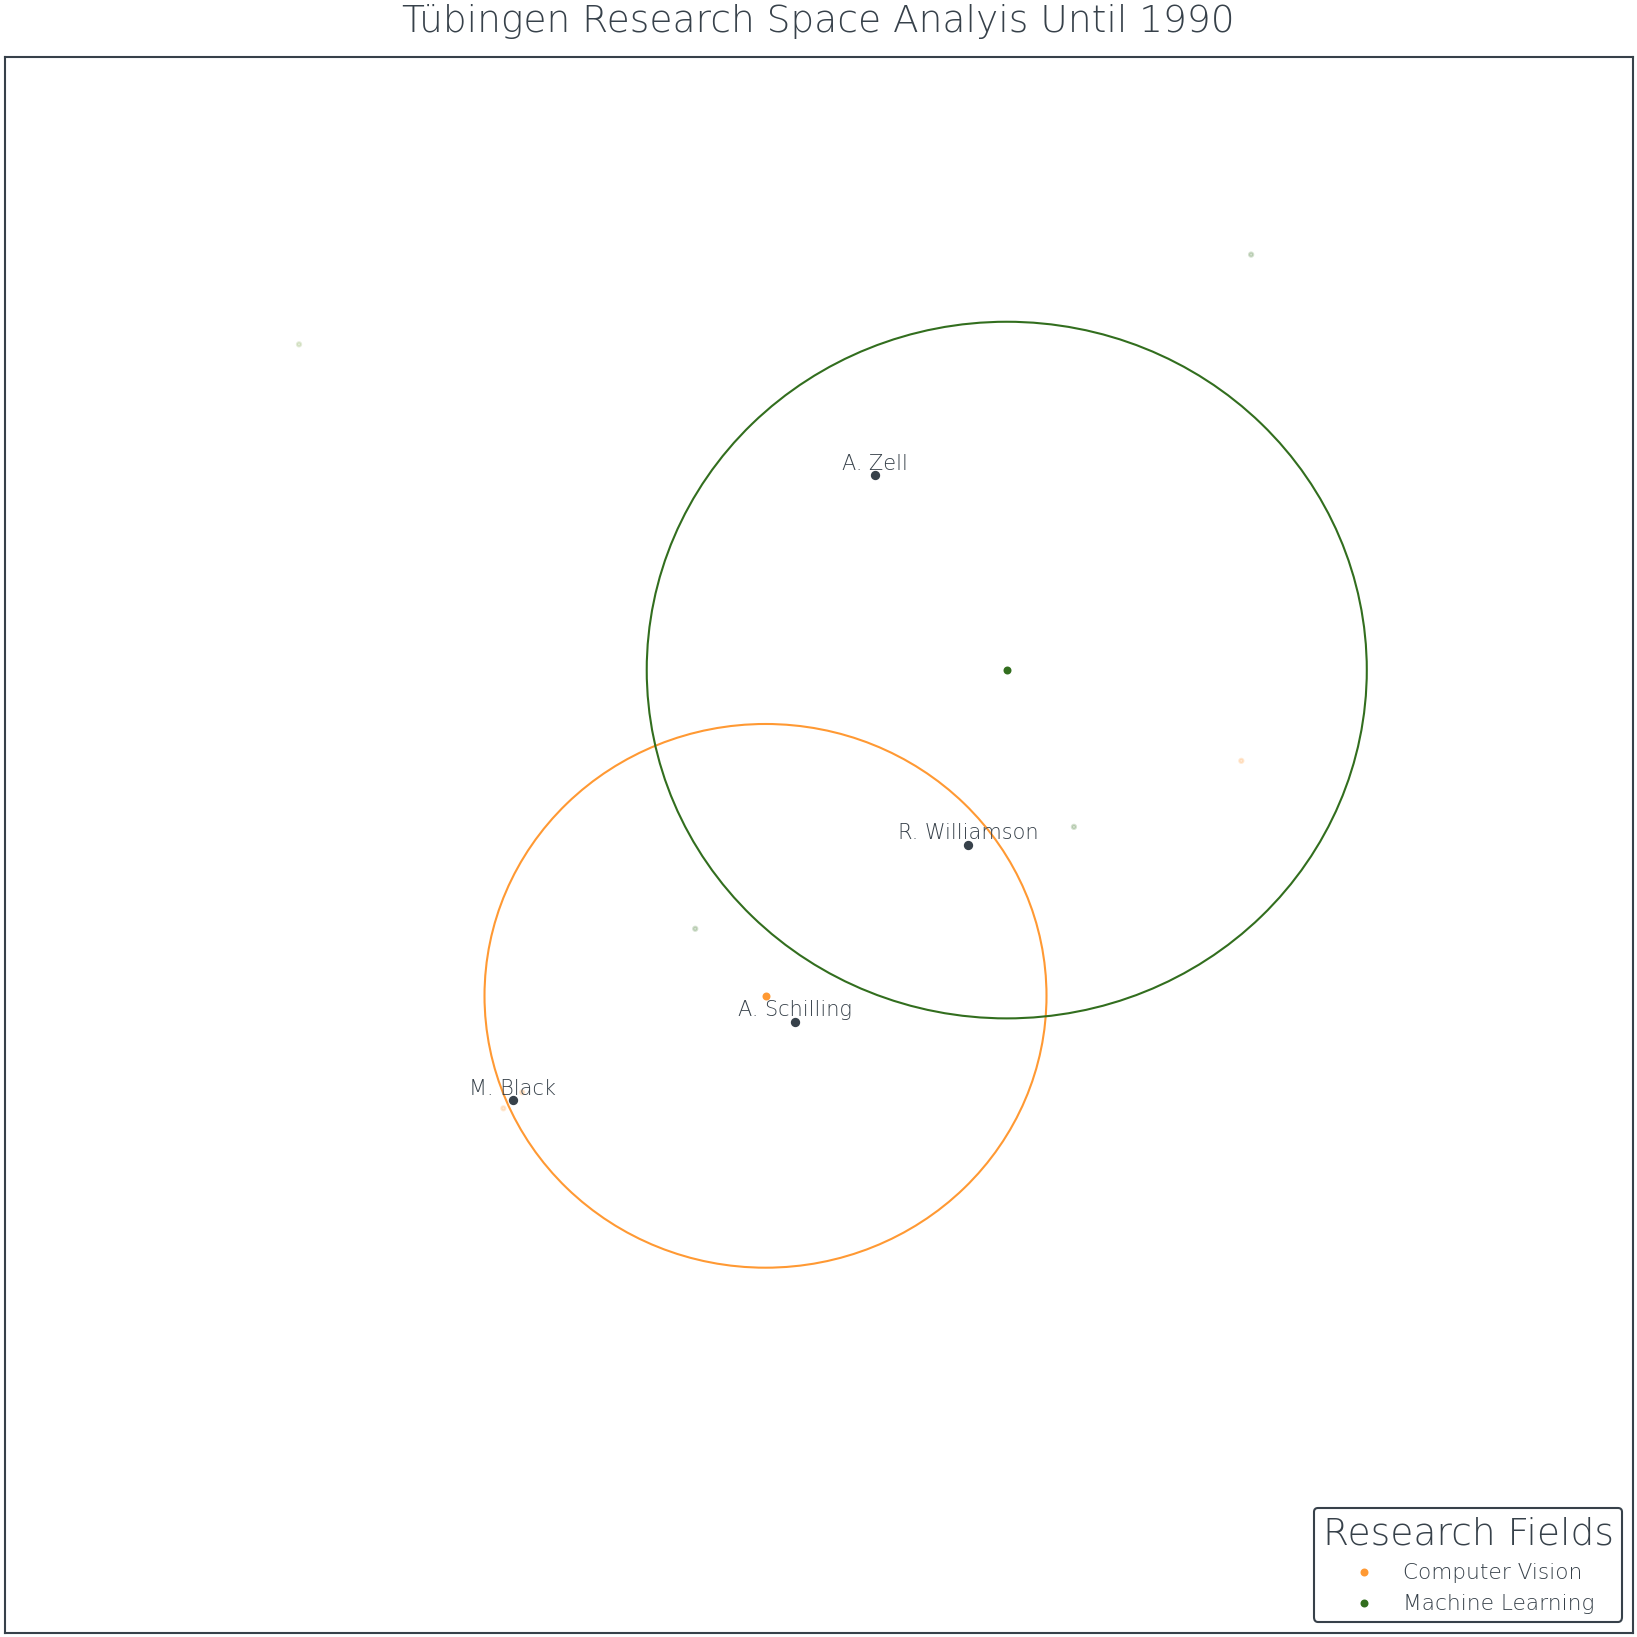 Tübingen Research Space Analyis Until 1990
A. Zell
R. Williamson
A. Schilling
M. Black
Research Fields
Computer Vision
Machine Learning